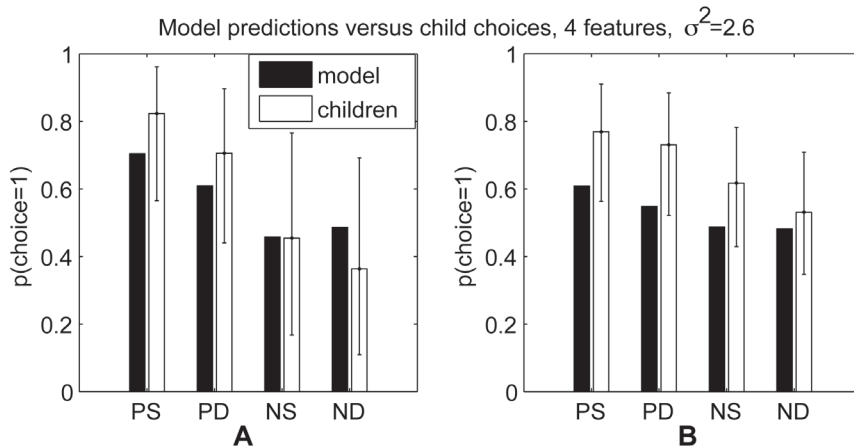 Model predictions versus child choices, 4 features, σ²=2.6
1
0.8
0.6
0.4
0.2
0
p(choice=1)
model
children
PS PD NS ND
A
1
0.8
0.6
0.4
0.2
0
p(choice=1)
PS PD NS ND
B